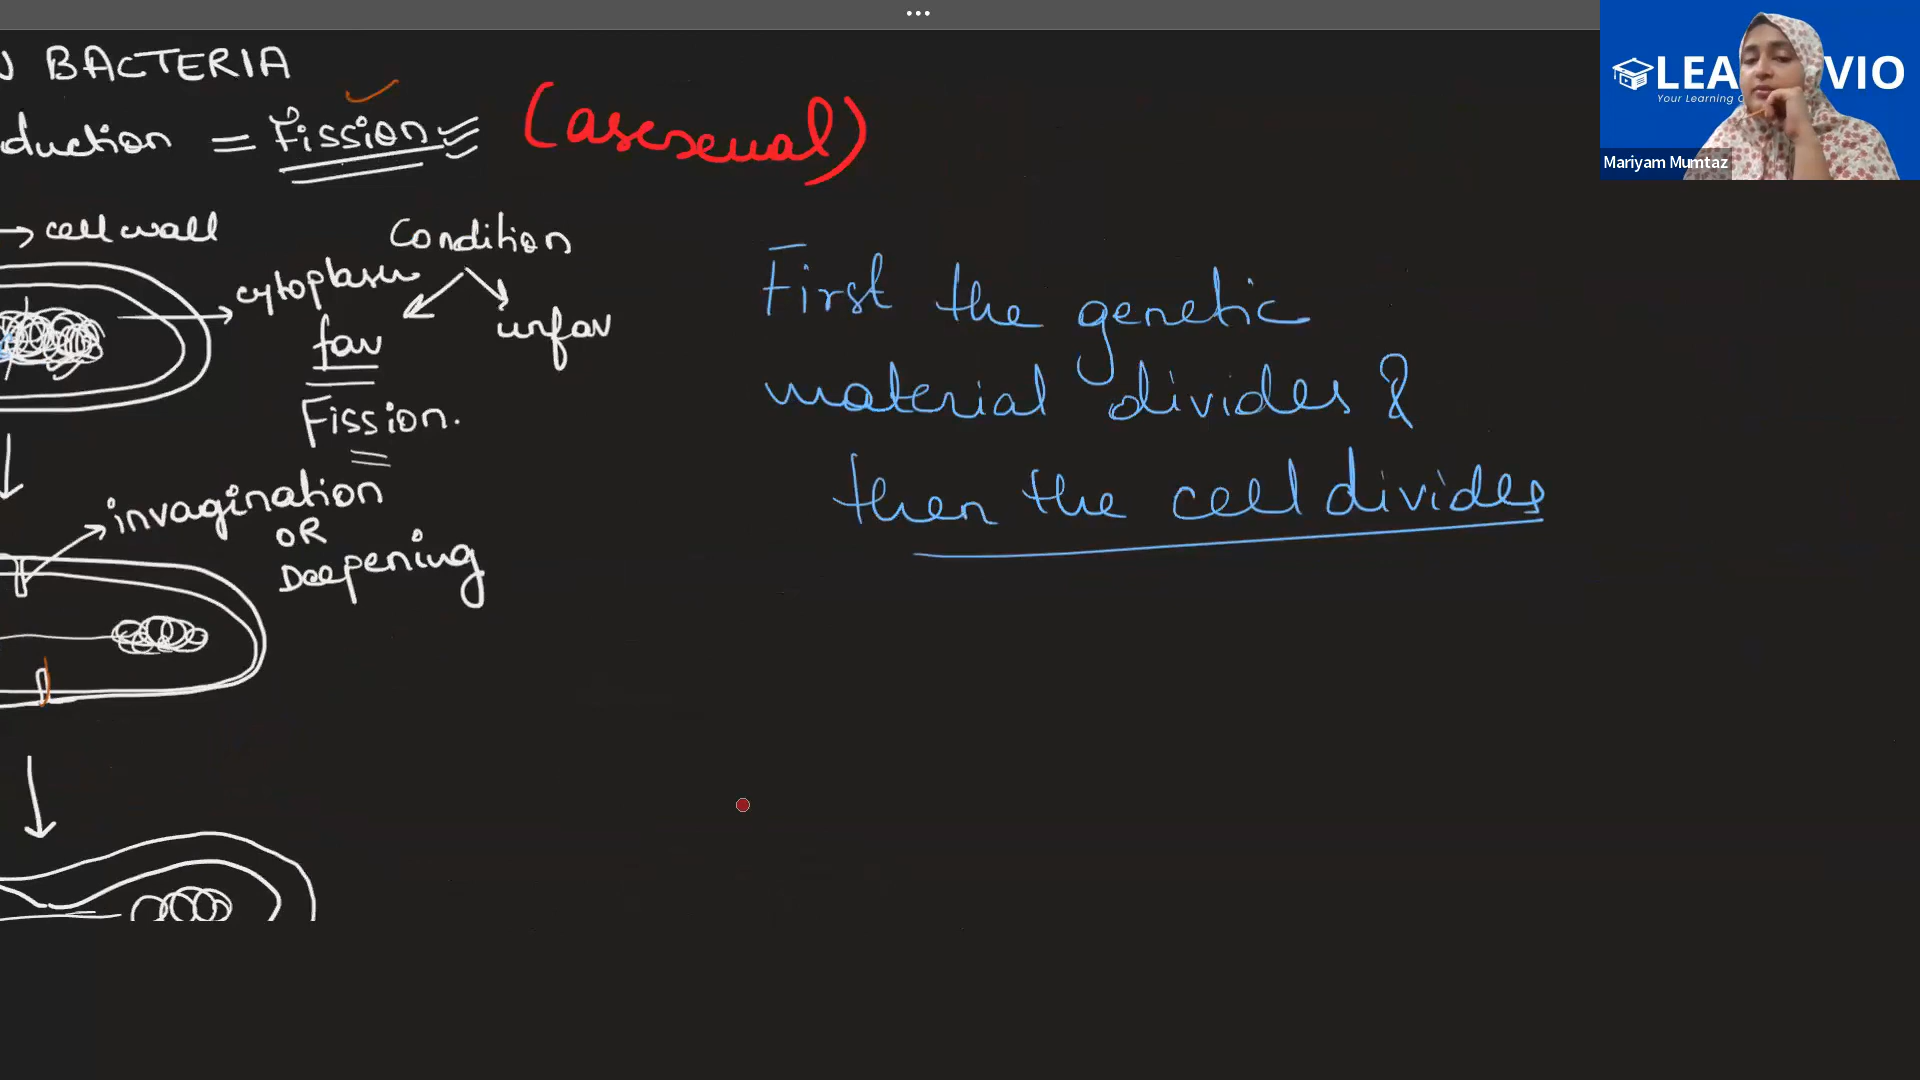 N BACTERIA
duction = Fission (asexsexual)
cell wall
Condition
cytoplasm
fav
unfav
Fission.
invagination
OR
Deepening
First the genetic
material divides &
then the cell divides
LEA VIO
Your Learning
Mariyam Mumtaz